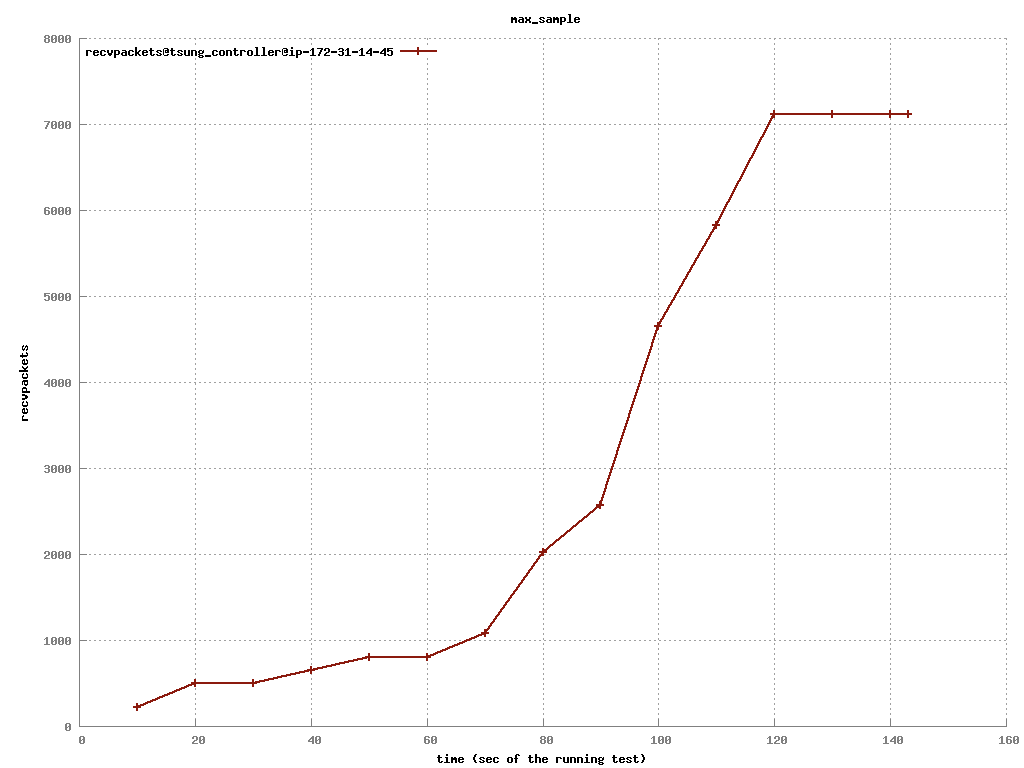 max_sample
recvpackets@tsung_controller@ip-172-31-14-45
8000
7000
6000
5000
4000
3000
2000
1000
0
recvpackets
0 20 40 60 80 100 120 140 160
time (sec of the running test)